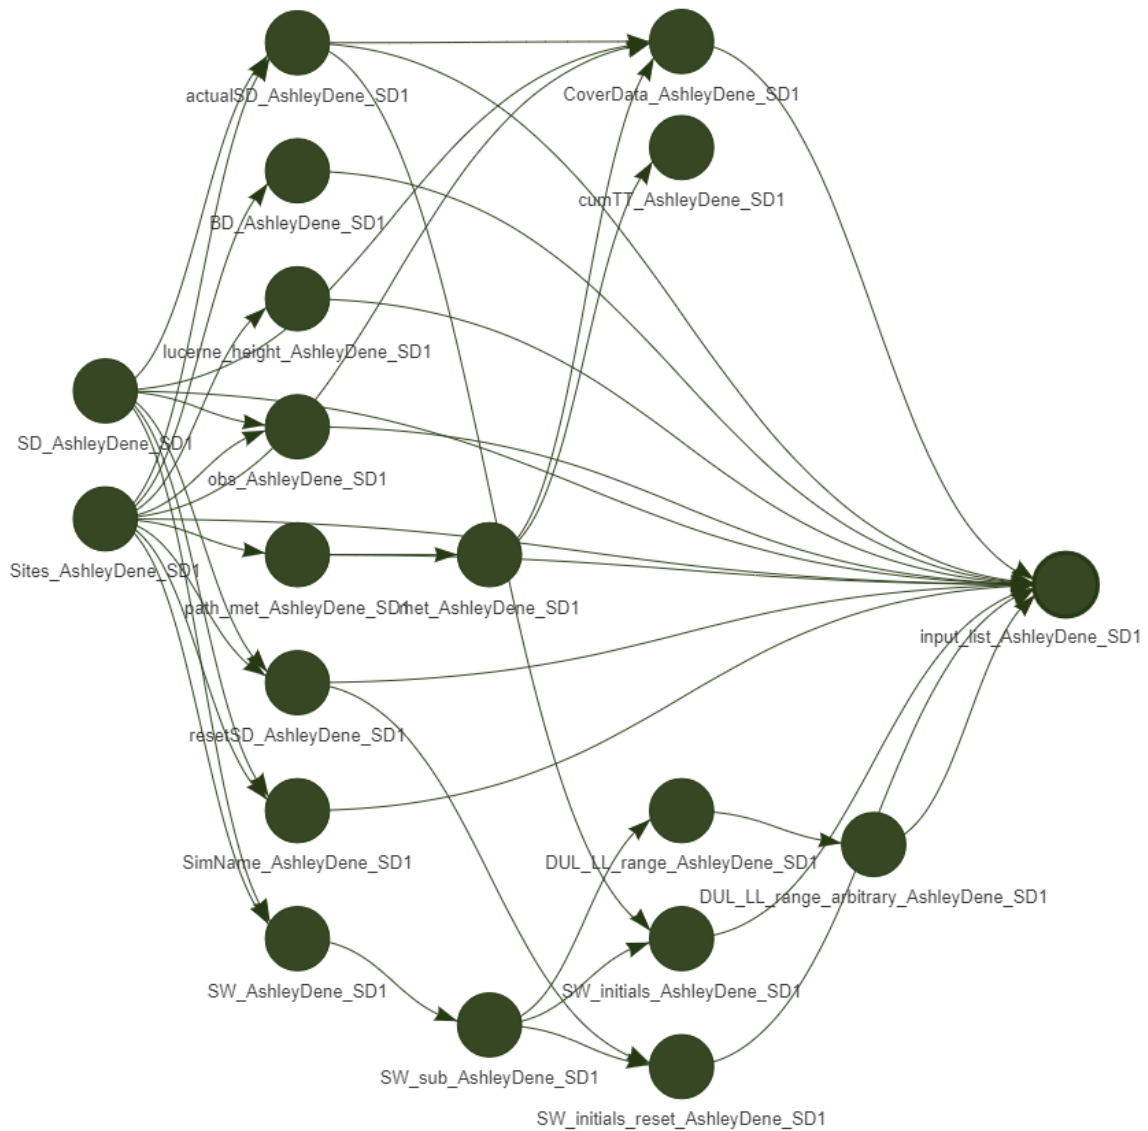 actualSD_AshleyDene_SD1
CoverData_AshleyDene_SD1
cumTT_AshleyDene_SD1
BD_AshleyDene_SD1
lucerne_height_AshleyDene_SD1
SD_AshleyDene_SD1
obs_AshleyDene_SD1
Sites_AshleyDene_SD1
path_met_AshleyDene_SD1
met_AshleyDene_SD1
input_list_AshleyDene_SD1
resetSD_AshleyDene_SD1
SimName_AshleyDene_SD1
DUL_LL_range_AshleyDene_SD1
DUL_LL_range_arbitrary_AshleyDene_SD1
SW_AshleyDene_SD1
SW_initials_AshleyDene_SD1
SW_sub_AshleyDene_SD1
SW_initials_reset_AshleyDene_SD1